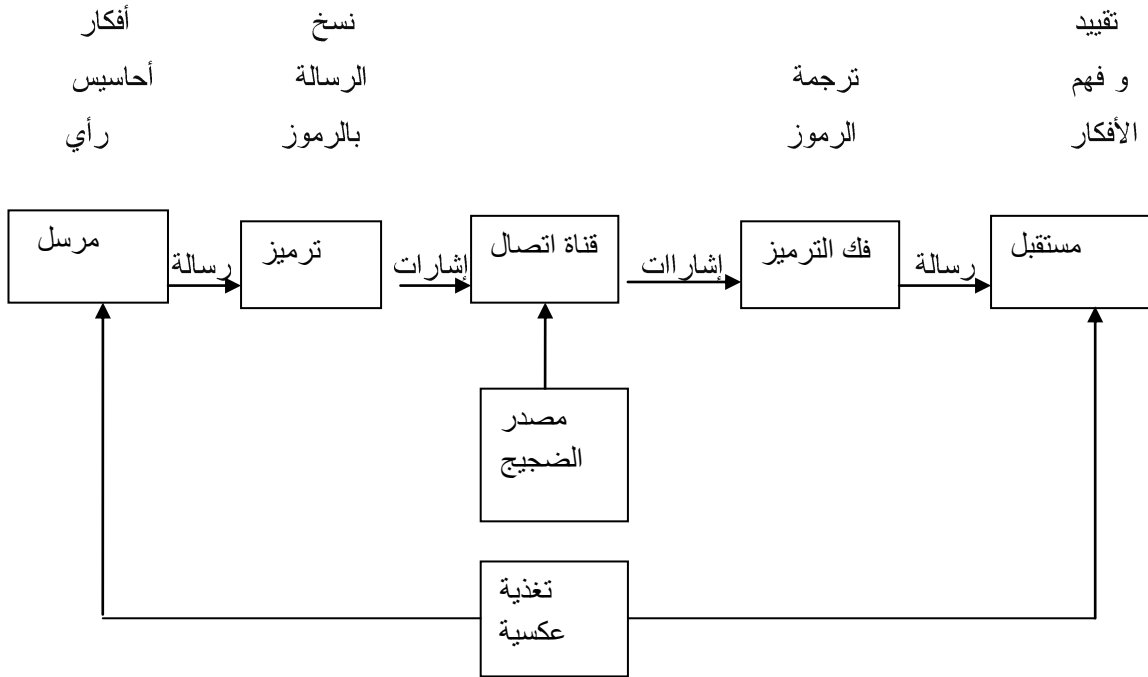 أفكار
أحاسيس
رأي
نسخ
الرسالة
بالرموز
ترجمة
الرموز
تقييد
و فهم
الأفكار
مرسل
رسالة
ترميز
إشارات
قناة اتصال
إشاراات
فك الترميز
رسالة
مستقبل
مصدر
الضجيج
تغذية
عكسية